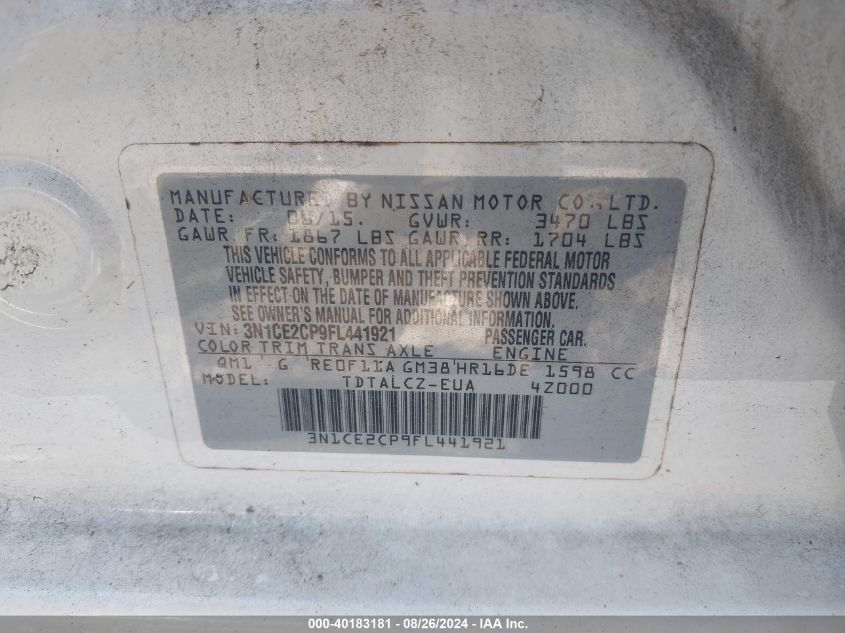 MANUFACTURED BY NISSAN MOTOR CO., LTD.
DATE: 06/15. GVWR: 3470 LBS
GAWR. FR: 1867 LBS GAWR. RR: 1704 LBS
THIS VEHICLE CONFORMS TO ALL APPLICABLE FEDERAL MOTOR
VEHICLE SAFETY, BUMPER AND THEFT PREVENTION STANDARDS
IN EFFECT ON THE DATE OF MANUFACTURE SHOWN ABOVE.
SEE OWNER'S MANUAL FOR ADDITIONAL INFORMATION.
VIN: 3N1CE2CP9FL441921 PASSENGER CAR.
COLOR TRIM TRANS AXLE ENGINE
QM1 G RE0F11A GM38 HR16DE 1598 CC
MODEL: TDTALCZ-EUA 4Z000
3N1CE2CP9FL441921
000-40183181 - 08/26/2024 - IAA Inc.